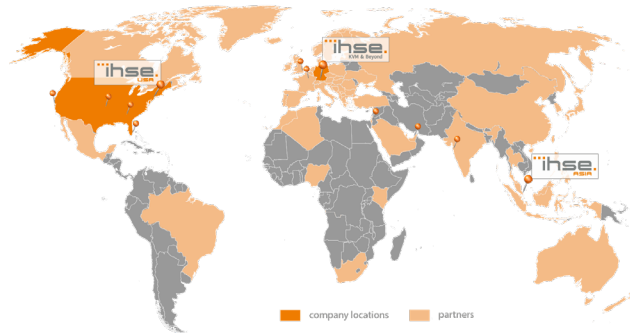 ihse.
KVM & Beyond
ihse.
USA
ihse.
ASIA
company locations
partners